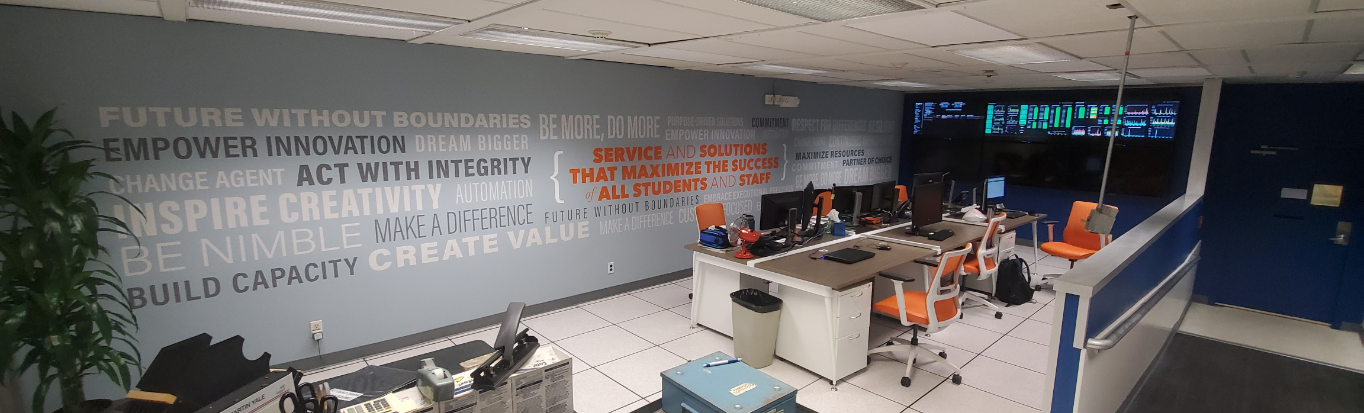 FUTURE WITHOUT BOUNDARIES
EMPOWER INNOVATION DREAM BIGGER
CHANGE AGENT ACT WITH INTEGRITY
INSPIRE CREATIVITY AUTOMATION
BE NIMBLE MAKE A DIFFERENCE
BUILD CAPACITY CREATE VALUE
BE MORE, DO MORE
COMMITMENT
{ SERVICE AND SOLUTIONS
THAT MAXIMIZE THE SUCCESS
of ALL STUDENTS AND STAFF }
FUTURE WITHOUT BOUNDARIES
MAKE A DIFFERENCE
MAXIMIZE RESOURCES
PARTNER OF CHOICE
MARTIN YALE